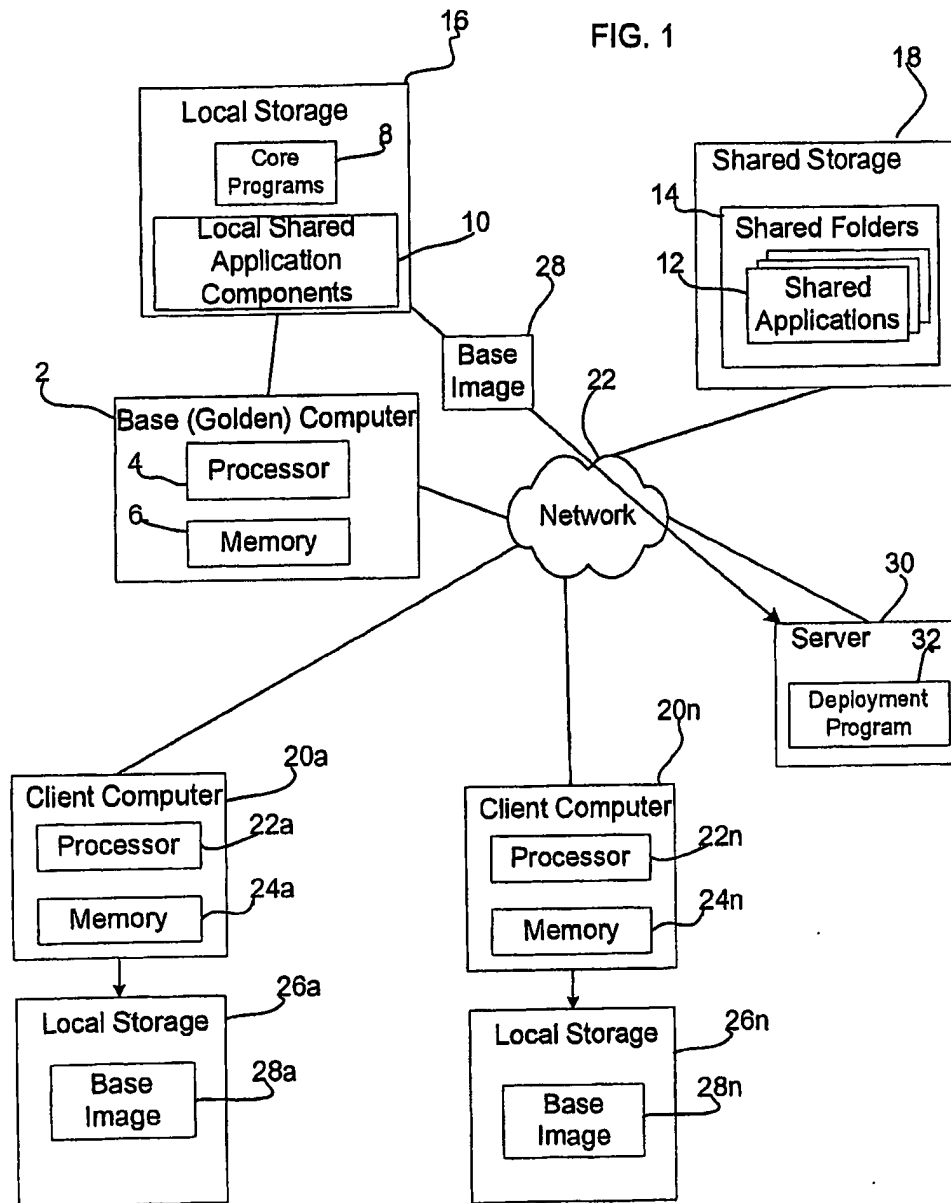 FIG. 1
16
Local Storage
8
Core
Programs
10
Local Shared
Application
Components
18
Shared Storage
14
Shared Folders
12
Shared
Applications
28
Base
Image
2
Base (Golden) Computer
4
Processor
6
Memory
22
Network
30
Server
32
Deployment
Program
20a
Client Computer
22a
Processor
24a
Memory
26a
Local Storage
28a
Base
Image
20n
Client Computer
22n
Processor
24n
Memory
26n
Local Storage
28n
Base
Image